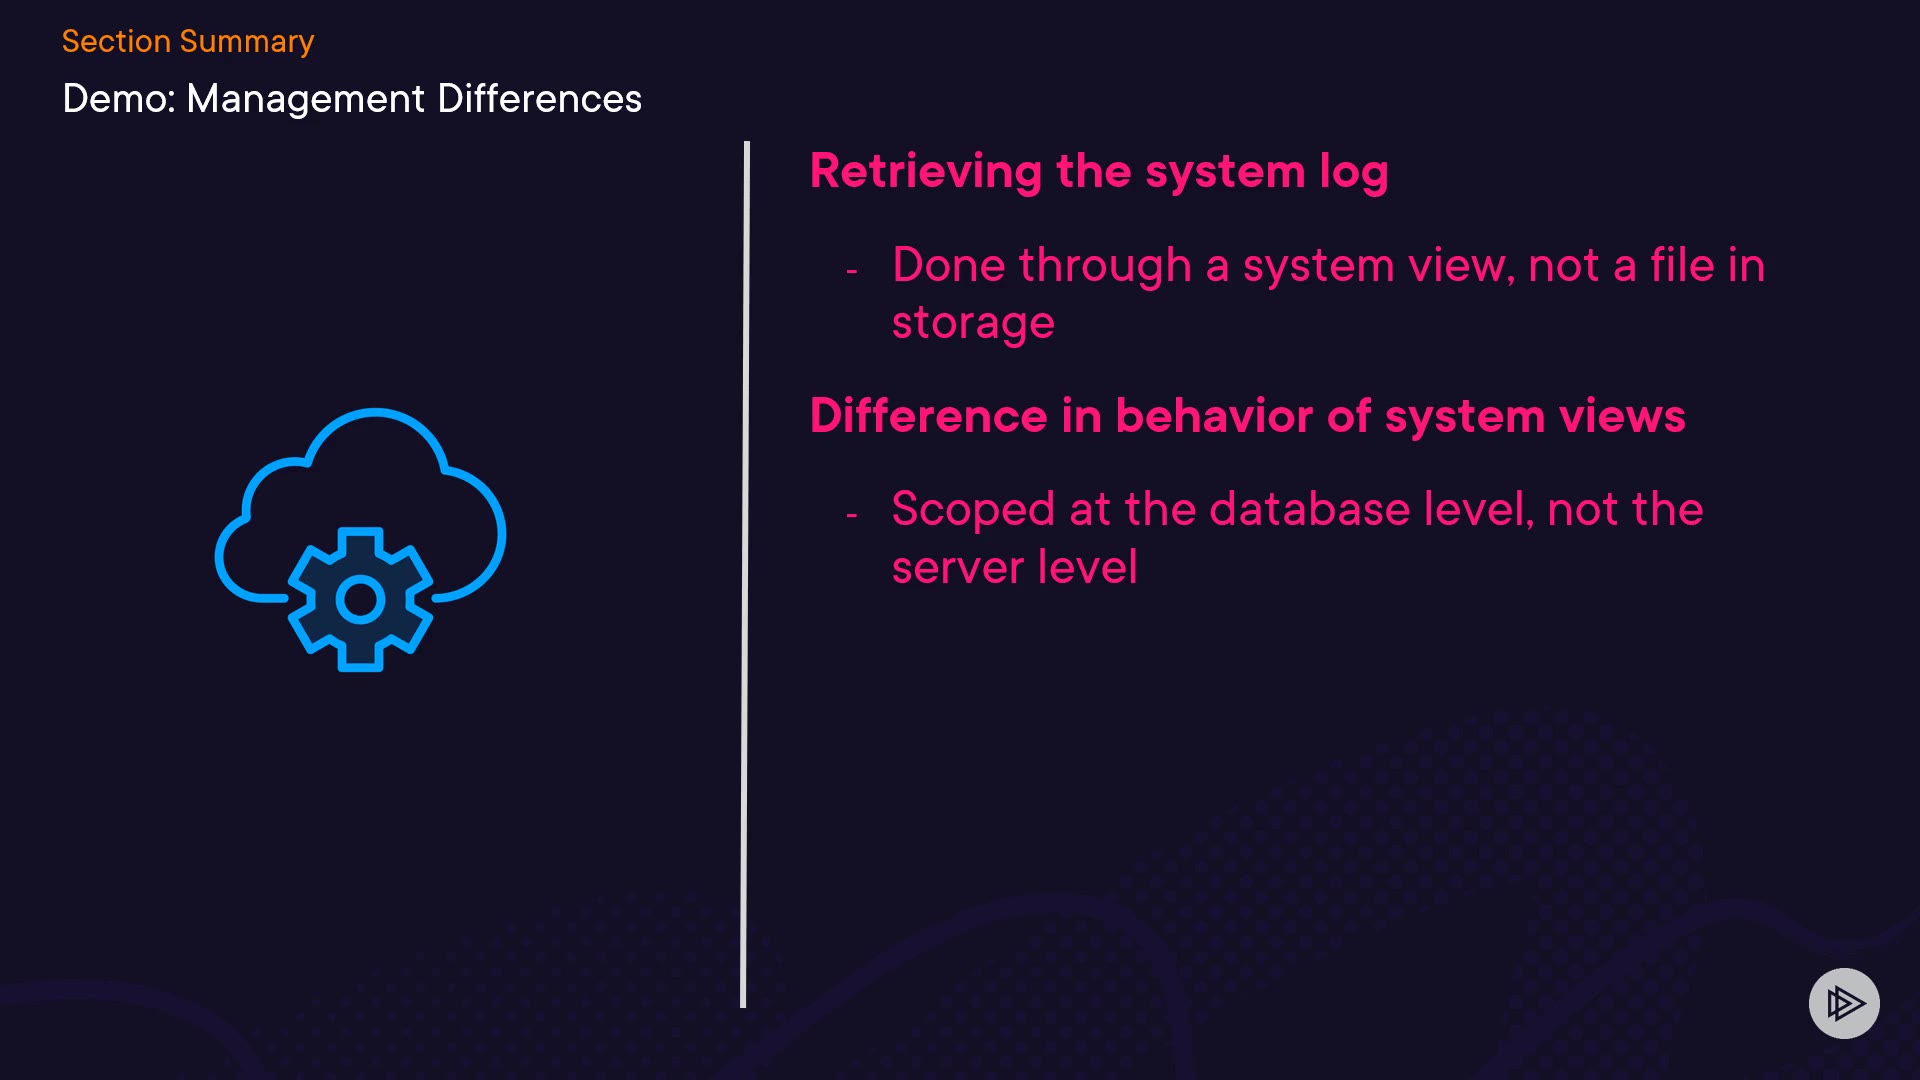 Section Summary
Demo: Management Differences
Retrieving the system log
- Done through a system view, not a file in
storage
Difference in behavior of system views
- Scoped at the database level, not the
server level